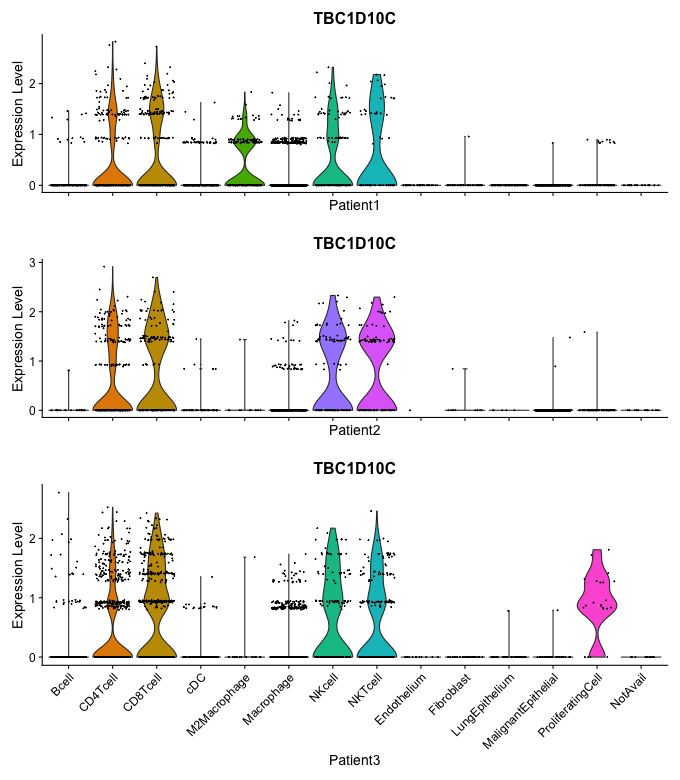 TBC1D10C
Expression Level
2
1
0
Patient1
TBC1D10C
Expression Level
3
2
1
0
Patient2
TBC1D10C
Expression Level
2
1
0
Bcell
CD4Tcell
CD8Tcell
cDC
M2Macrophage
Macrophage
NKcell
NKTcell
Endothelium
Fibroblast
LungEpithelium
MalignantEpithelial
ProliferatingCell
NotAvail
Patient3